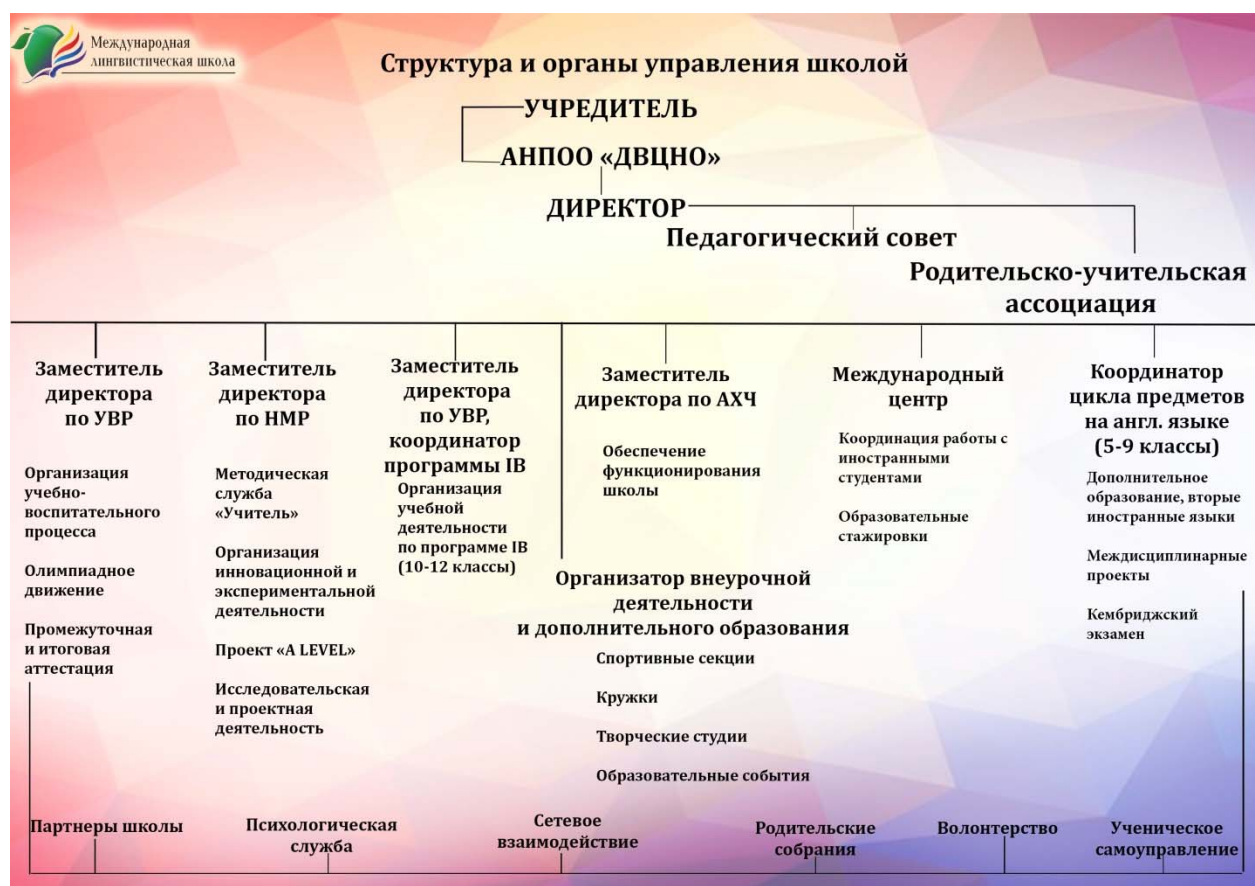 Международная
лингвистическая школа
Структура и органы управления школой
УЧРЕДИТЕЛЬ
АНПОО «ДВЦНО»
ДИРЕКТОР
Педагогический совет
Родительско-учительская
ассоциация
Заместитель
директора
по УВР
Организация
учебно-
воспитательного
процесса
Олимпиадное
движение
Промежуточная
и итоговая
аттестация
Заместитель
директора
по НМР
Методическая
служба
«Учитель»
Организация
инновационной и
экспериментальной
деятельности
Проект «A LEVEL»
Исследовательская
и проектная
деятельность
Заместитель
директора
по УВР,
координатор
программы IB
Организация
учебной
деятельности
по программе IB
(10-12 классы)
Заместитель
директора по АХЧ
Обеспечение
функционирования
школы
Международный
центр
Координация работы с
иностранными
студентами
Образовательные
стажировки
Координатор
цикла предметов
на англ. языке
(5-9 классы)
Дополнительное
образование, вторые
иностранные языки
Междисциплинарные
проекты
Кембриджский
экзамен
Организатор внеурочной
деятельности
и дополнительного образования
Спортивные секции
Кружки
Творческие студии
Образовательные события
Партнеры школы
Психологическая
служба
Сетевое
взаимодействие
Родительские
собрания
Волонтерство
Ученическое
самоуправление